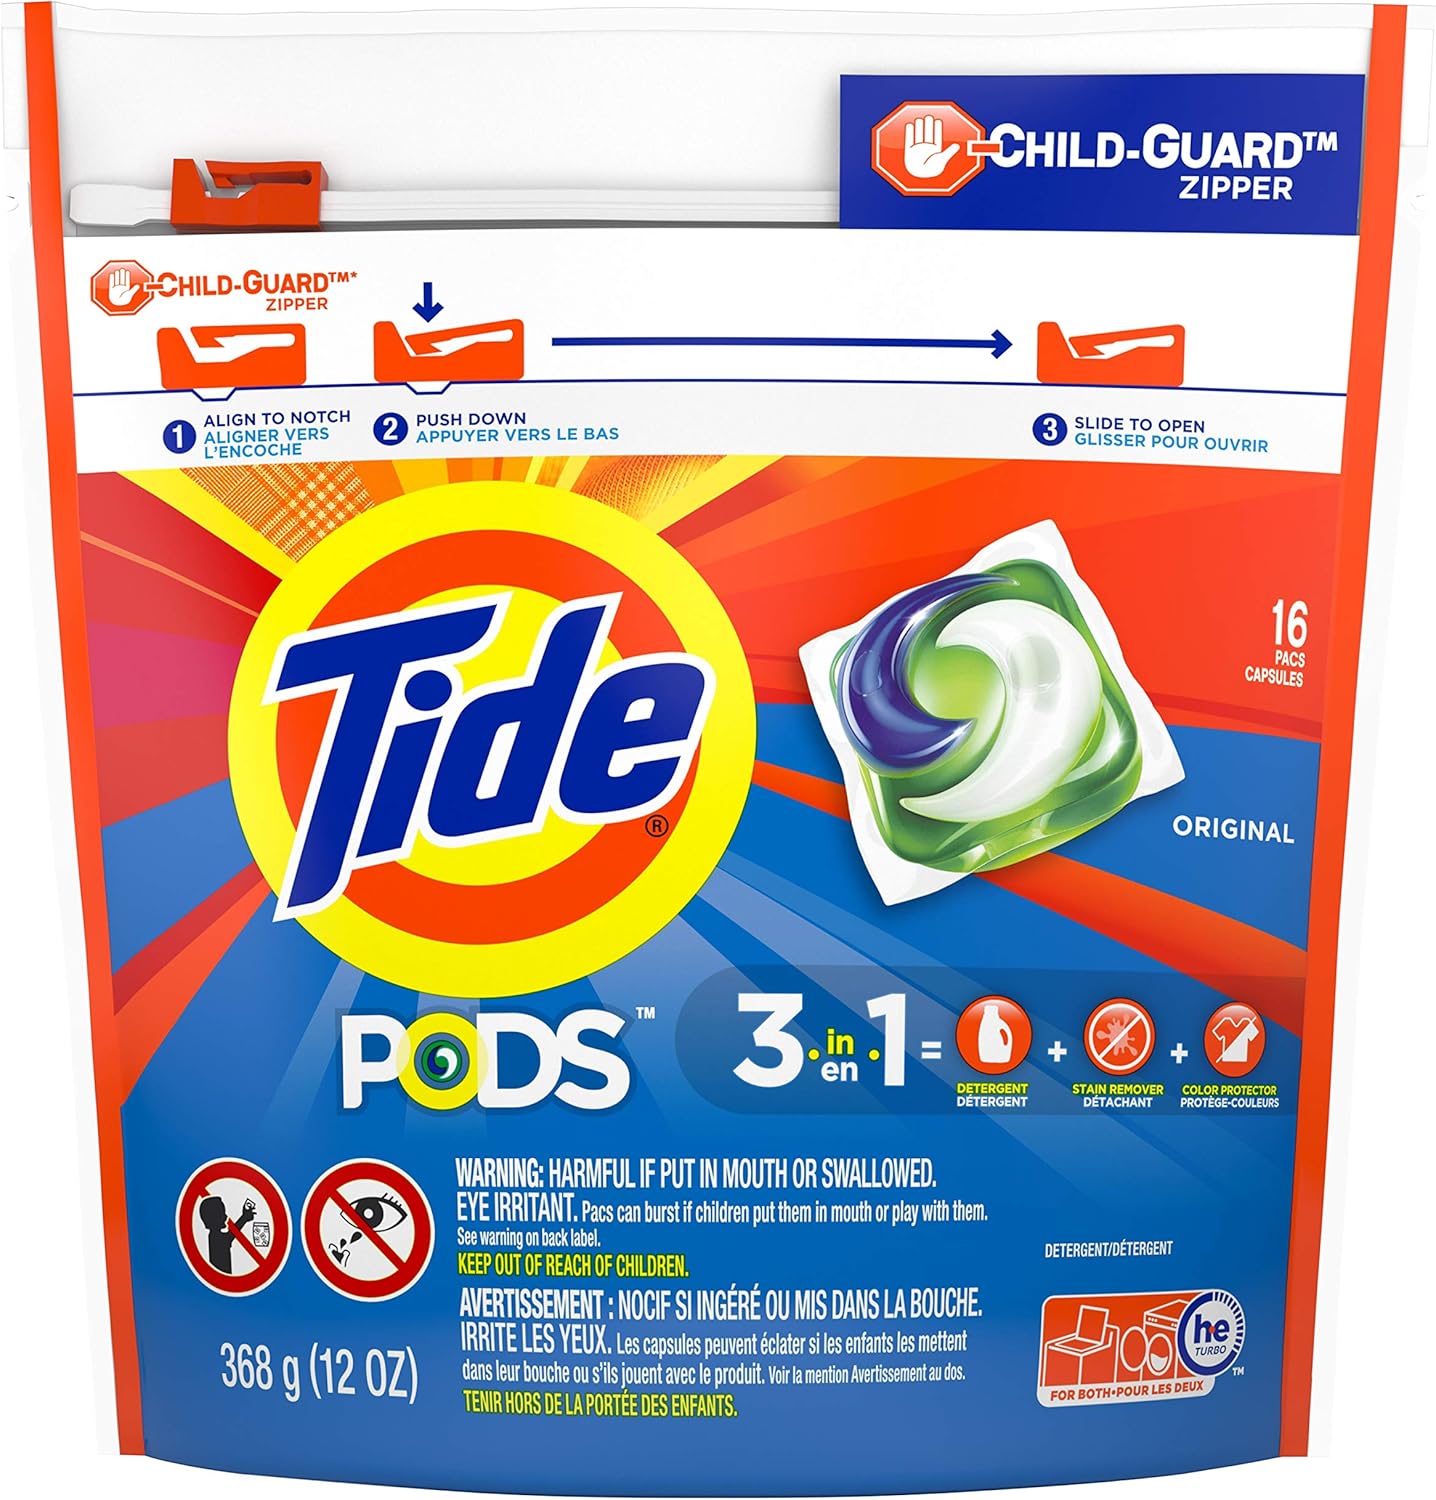 CHILD-GUARD™
ZIPPER
CHILD-GUARD™*
ZIPPER
1 ALIGN TO NOTCH
ALIGNER VERS
L'ENCOCHE
2 PUSH DOWN
APPUYER VERS LE BAS
3 SLIDE TO OPEN
GLISSER POUR OUVRIR
Tide®
16
PACS
CAPSULES
ORIGINAL
PODS™
3·in·1 =
en
DETERGENT
DÉTERGENT
+
STAIN REMOVER
DÉTACHANT
+
COLOR PROTECTOR
PROTÈGE-COULEURS
WARNING: HARMFUL IF PUT IN MOUTH OR SWALLOWED.
EYE IRRITANT. Pacs can burst if children put them in mouth or play with them.
See warning on back label.
KEEP OUT OF REACH OF CHILDREN.
AVERTISSEMENT : NOCIF SI INGÉRÉ OU MIS DANS LA BOUCHE.
IRRITE LES YEUX. Les capsules peuvent éclater si les enfants les mettent
dans leur bouche ou s'ils jouent avec le produit. Voir la mention Avertissement au dos.
TENIR HORS DE LA PORTÉE DES ENFANTS.
368 g (12 OZ)
DETERGENT/DÉTERGENT
he
TURBO
™
FOR BOTH•POUR LES DEUX